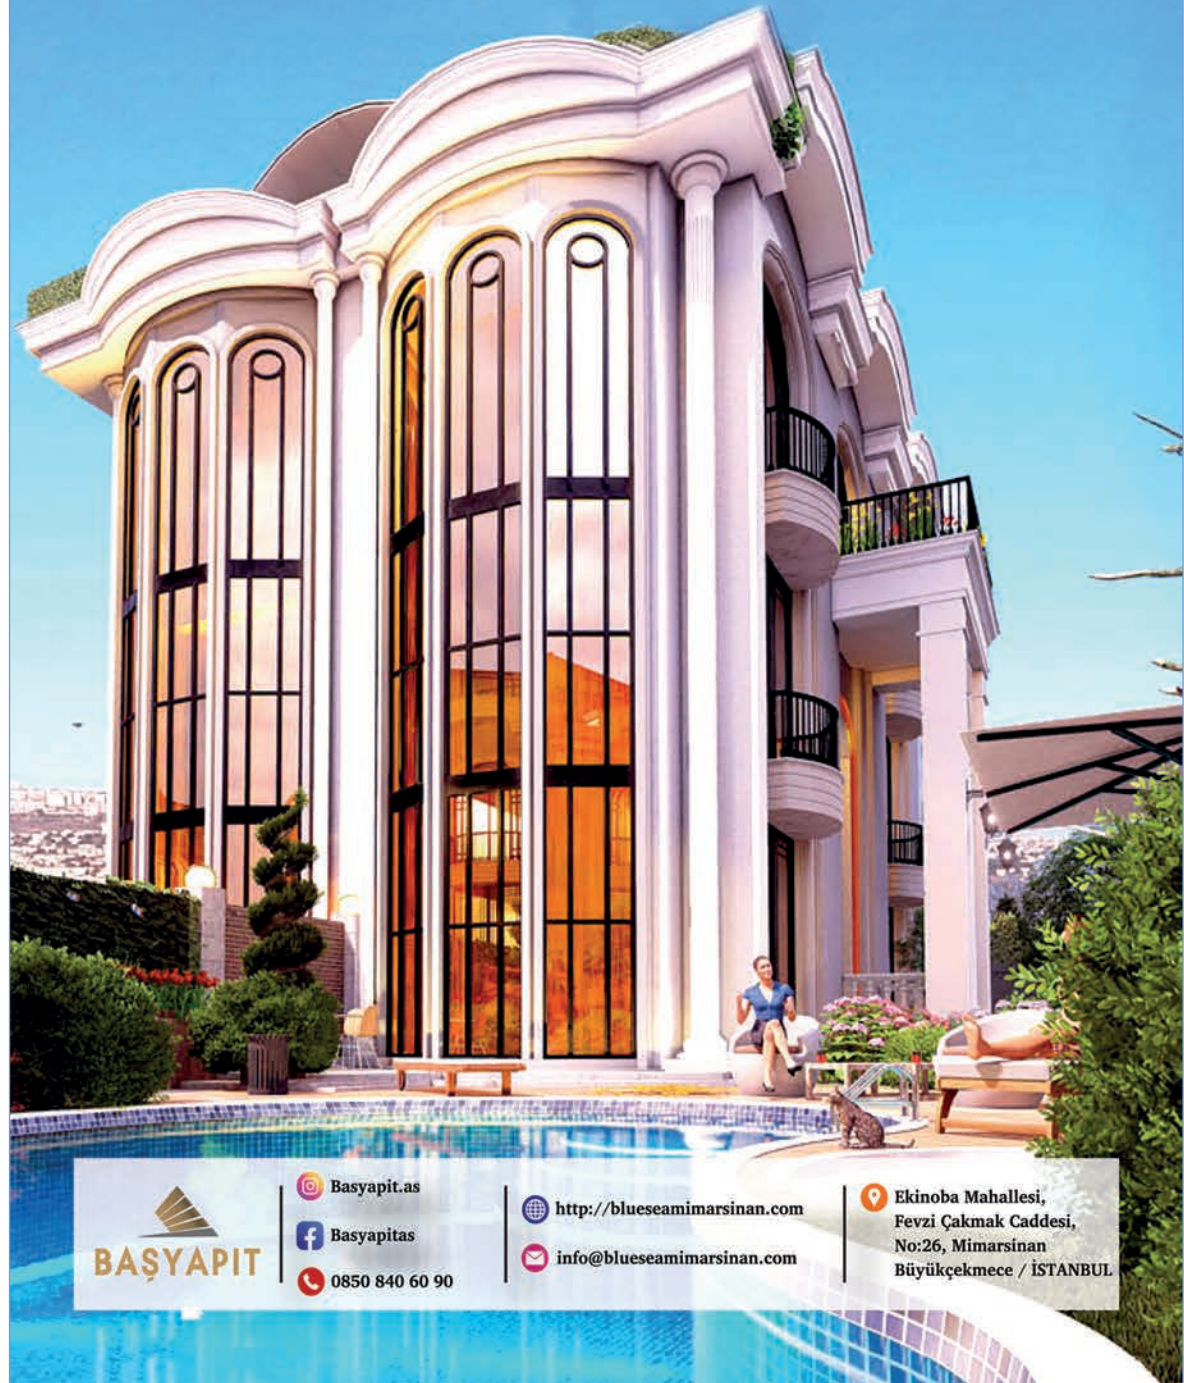 BAŞYAPIT
Basyapit.as
Basyapitas
0850 840 60 90
http://blueseamimarsinan.com
info@blueseamimarsinan.com
Ekinoba Mahallesi,
Fevzi Çakmak Caddesi,
No:26, Mimarsinan
Büyükçekmece / İSTANBUL